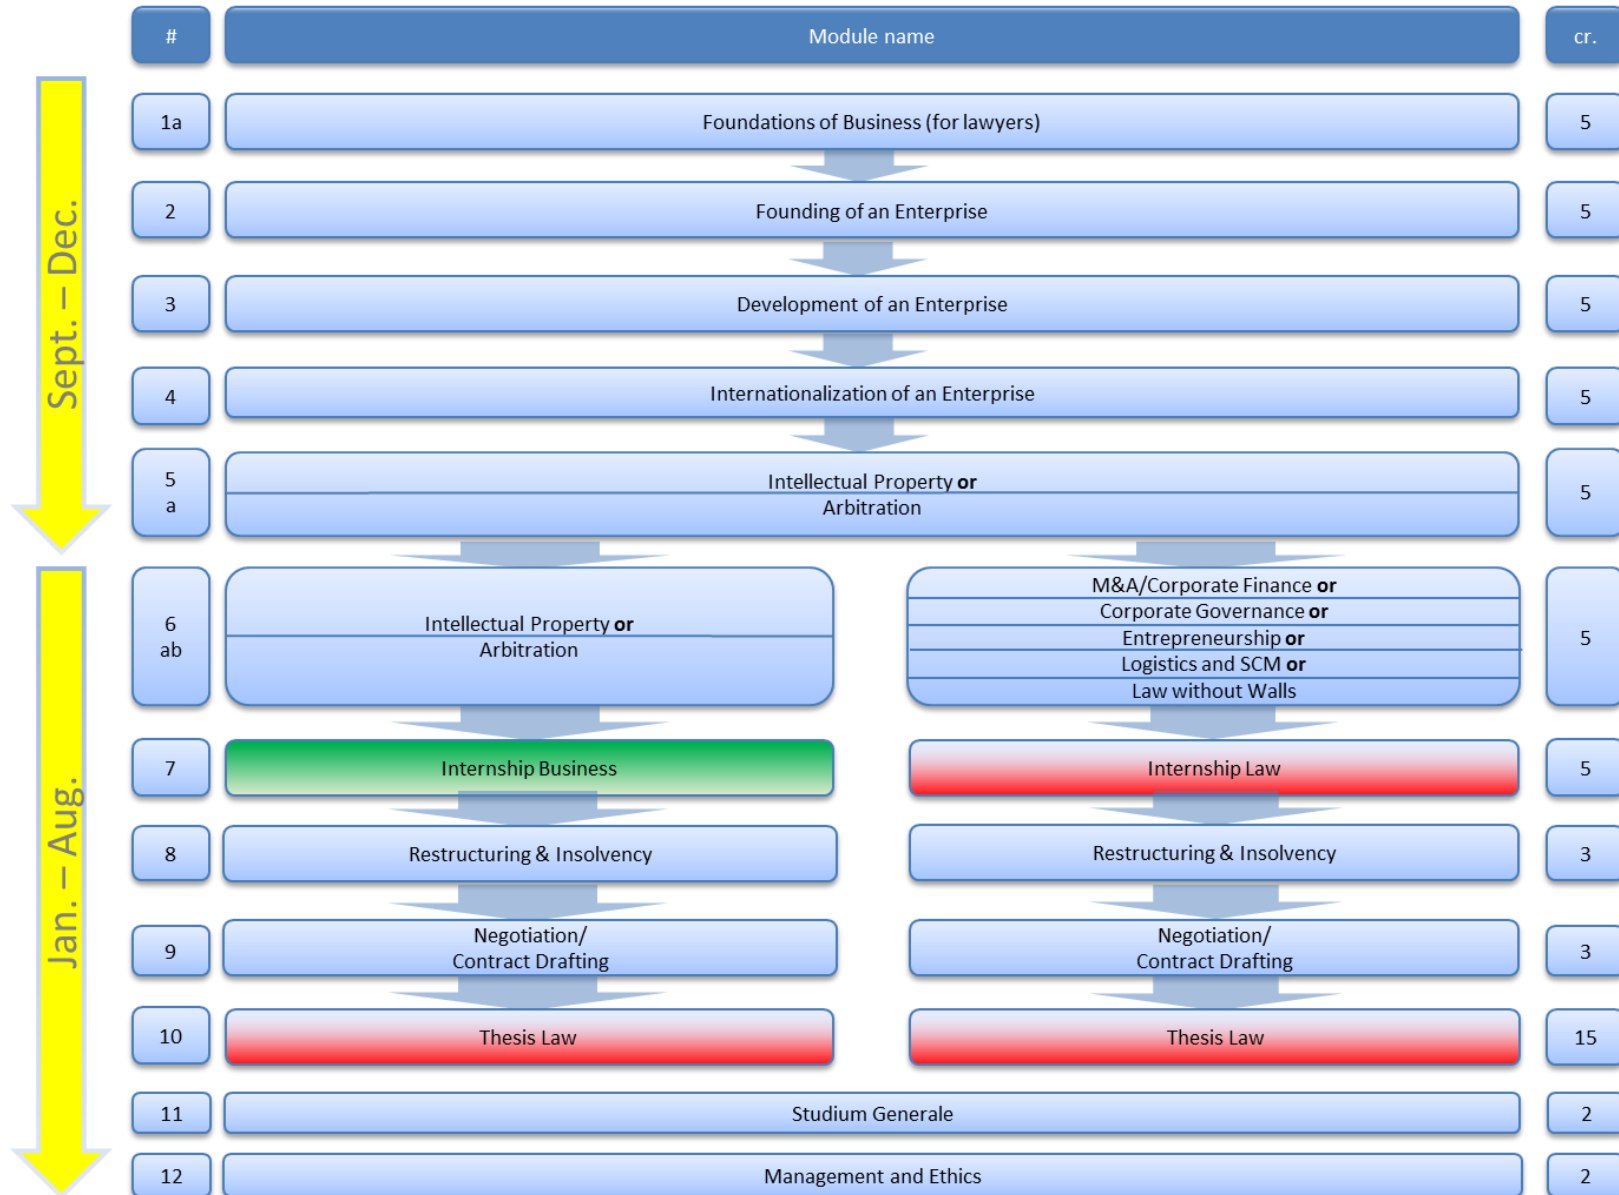 # Module name cr.
Sept. – Dec.
1a Foundations of Business (for lawyers) 5
2 Founding of an Enterprise 5
3 Development of an Enterprise 5
4 Internationalization of an Enterprise 5
5
a
Intellectual Property or
Arbitration
5
Jan. – Aug.
6
ab
Intellectual Property or
Arbitration
M&A/Corporate Finance or
Corporate Governance or
Entrepreneurship or
Logistics and SCM or
Law without Walls
5
7 Internship Business Internship Law 5
8 Restructuring & Insolvency Restructuring & Insolvency 3
9
Negotiation/
Contract Drafting
Negotiation/
Contract Drafting
3
10 Thesis Law Thesis Law 15
11 Studium Generale 2
12 Management and Ethics 2